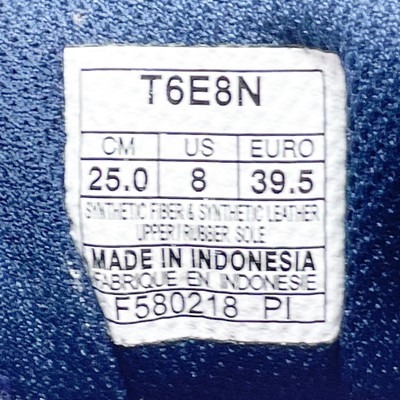 T6E8N
CM US EURO
25.0 8 39.5
SYNTHETIC FIBER & SYNTHETIC LEATHER
UPPER/RUBBER SOLE
MADE IN INDONESIA
FABRIQUE EN INDONESIE
F580218 PI